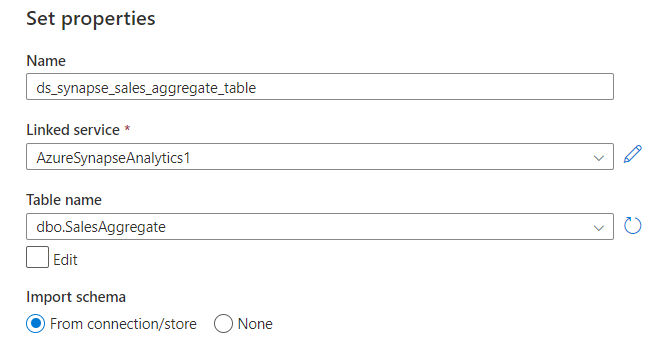 Set properties
Name
ds_synapse_sales_aggregate_table
Linked service *
AzureSynapseAnalytics1
Table name
dbo.SalesAggregate
Edit
Import schema
From connection/store None